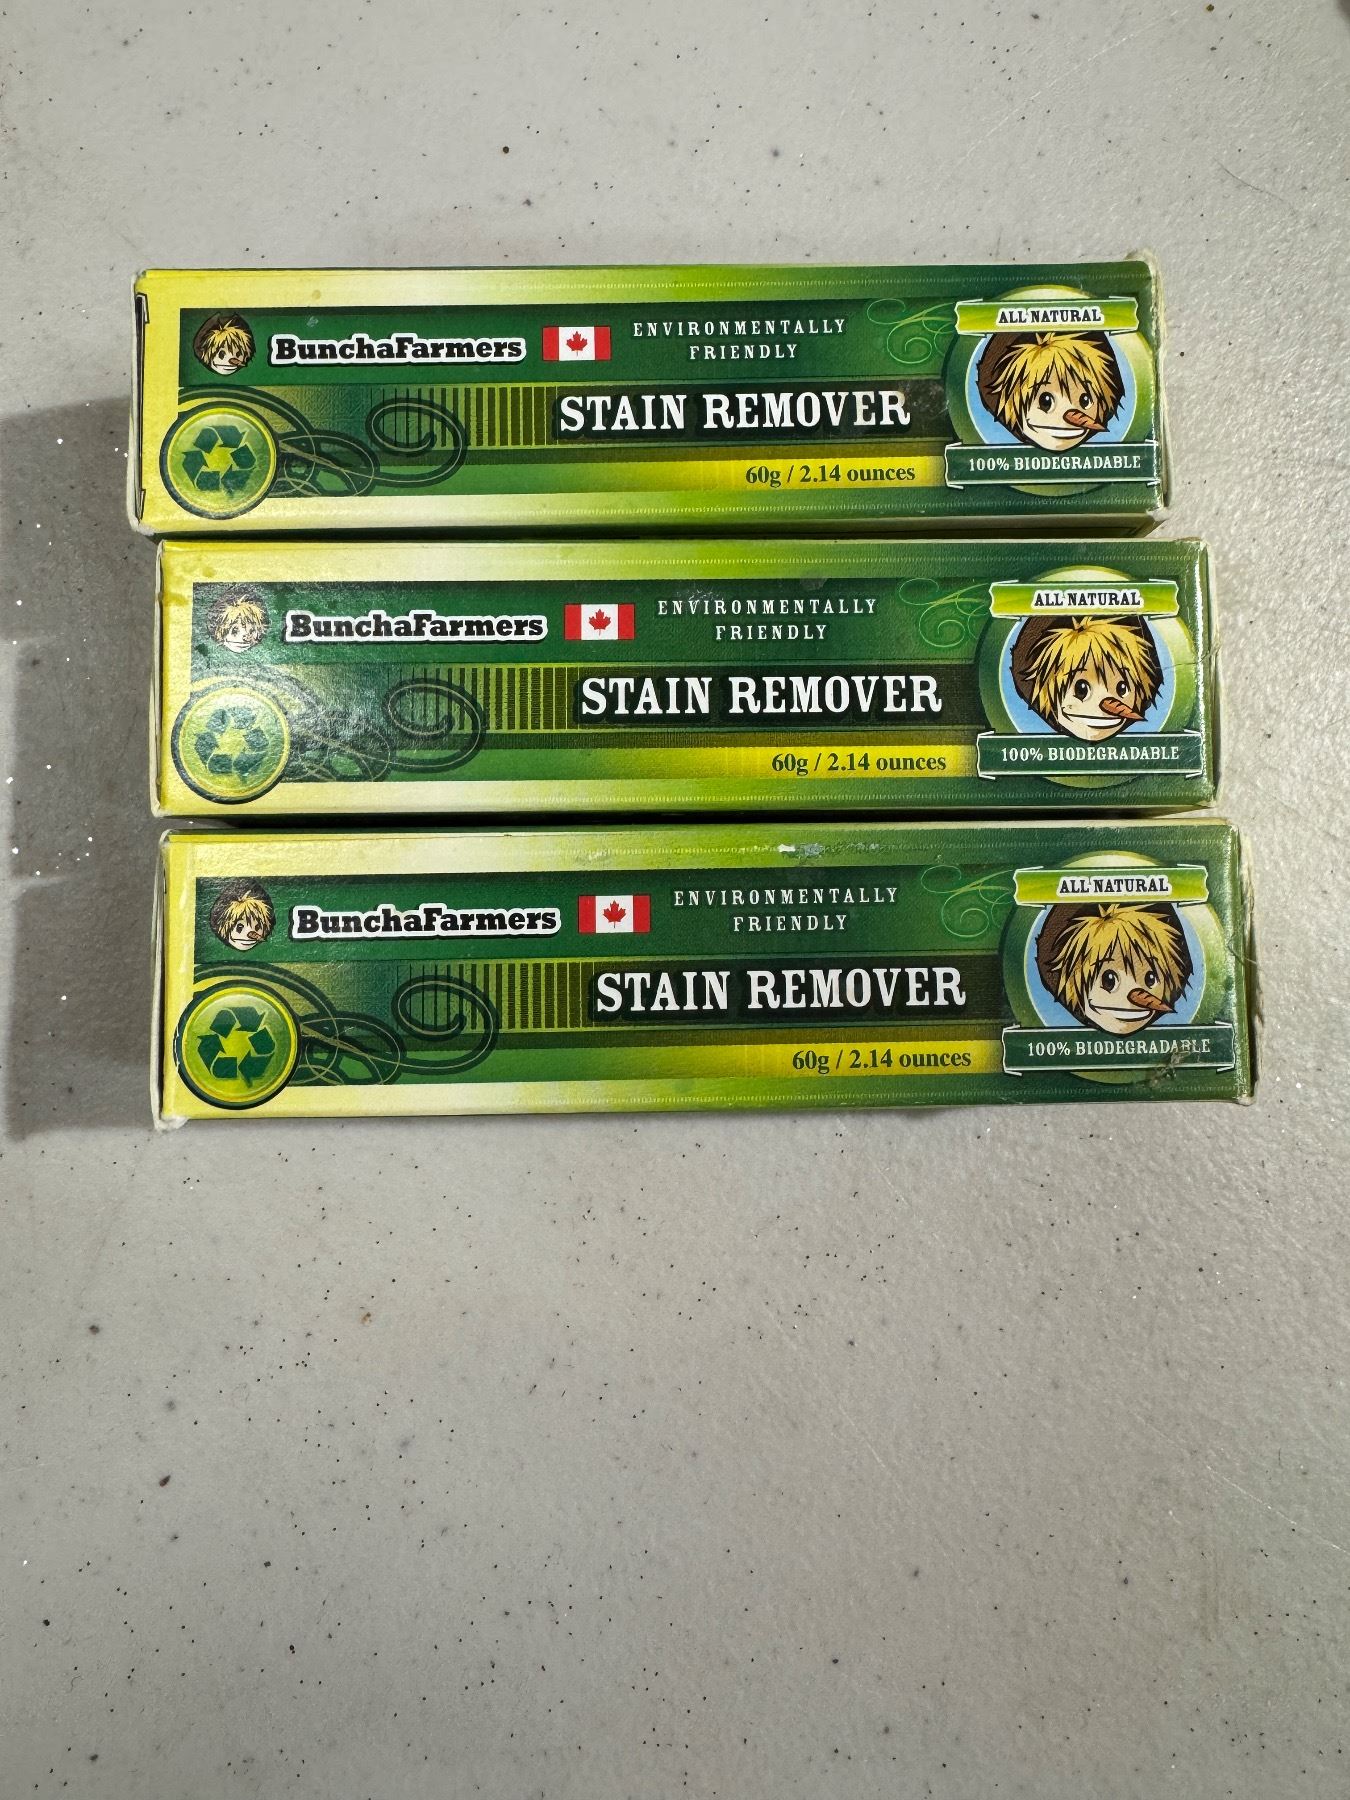 BunchaFarmers
ENVIRONMENTALLY
FRIENDLY
STAIN REMOVER
60g / 2.14 ounces
ALL NATURAL
100% BIODEGRADABLE
BunchaFarmers
ENVIRONMENTALLY
FRIENDLY
STAIN REMOVER
60g / 2.14 ounces
ALL NATURAL
100% BIODEGRADABLE
BunchaFarmers
ENVIRONMENTALLY
FRIENDLY
STAIN REMOVER
60g / 2.14 ounces
ALL NATURAL
100% BIODEGRADABLE